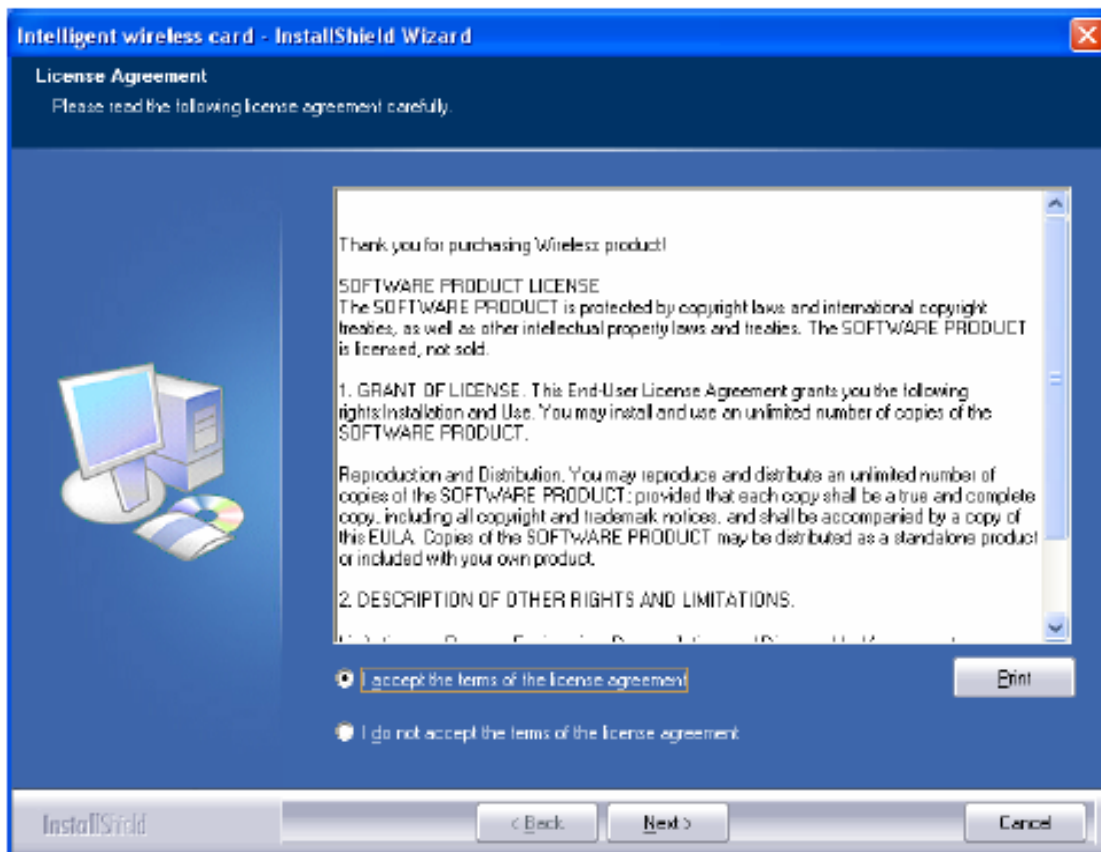 Intelligent wireless card - InstallShield Wizard
License Agreement
Please read the following license agreement carefully.
Thank you for purchasing Wireless product!
SOFTWARE PRODUCT LICENSE
The SOFTWARE PRODUCT is protected by copyright laws and international copyright
treaties, as well as other intellectual property laws and treaties. The SOFTWARE PRODUCT
is licensed, not sold.
1. GRANT OF LICENSE. This End-User License Agreement grants you the following
rights:Installation and Use. You may install and use an unlimited number of copies of the
SOFTWARE PRODUCT.
Reproduction and Distribution. You may reproduce and distribute an unlimited number of
copies of the SOFTWARE PRODUCT; provided that each copy shall be a true and complete
copy, including all copyright and trademark notices, and shall be accompanied by a copy of
this EULA. Copies of the SOFTWARE PRODUCT may be distributed as a standalone product
or included with your own product.
2. DESCRIPTION OF OTHER RIGHTS AND LIMITATIONS.
I accept the terms of the license agreement
Print
I do not accept the terms of the license agreement
InstallShield
< Back
Next >
Cancel